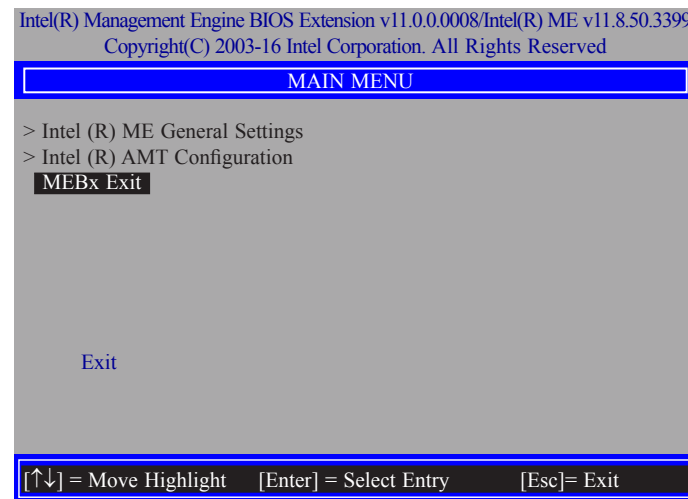 Intel(R) Management Engine BIOS Extension v11.0.0.0008/Intel(R) ME v11.8.50.3399
Copyright(C) 2003-16 Intel Corporation. All Rights Reserved
MAIN MENU
> Intel (R) ME General Settings
> Intel (R) AMT Configuration
MEBx Exit
Exit
[↑↓] = Move Highlight [Enter] = Select Entry [Esc]= Exit